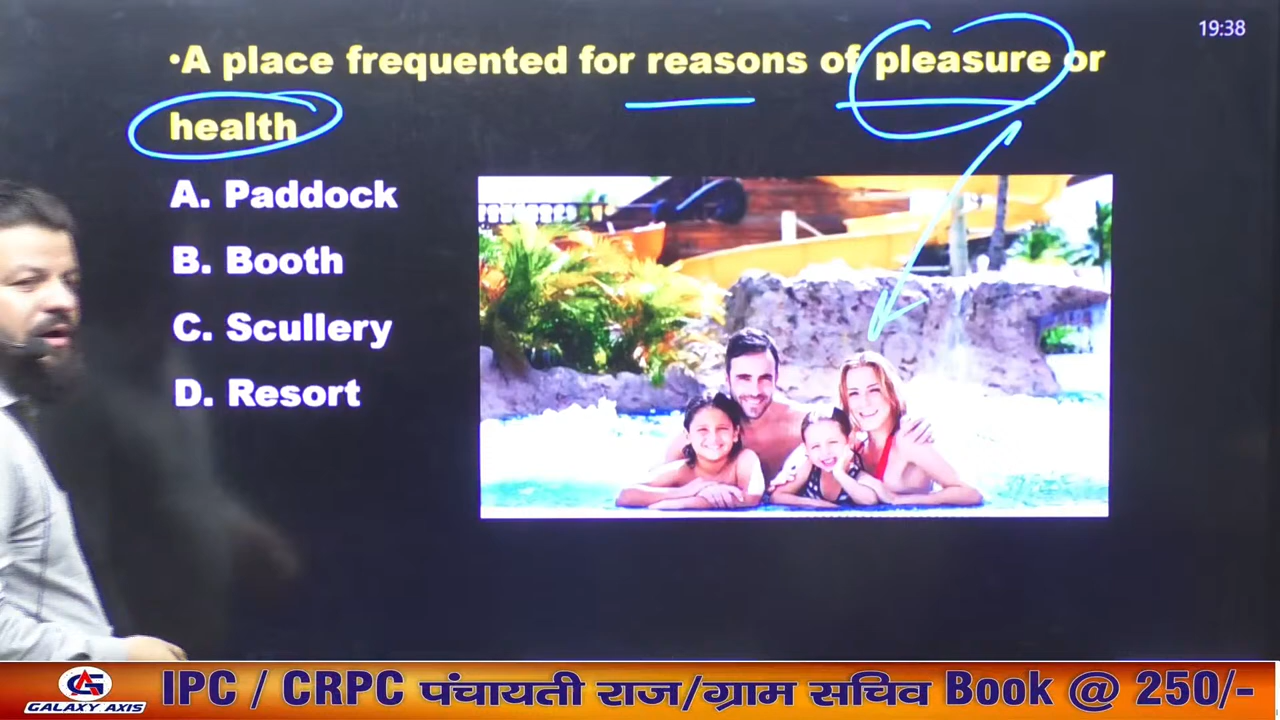 19:38
•A place frequented for reasons of pleasure or
health
A. Paddock
B. Booth
C. Scullery
D. Resort
GALAXY AXIS
IPC / CRPC पंचायती राज/ग्राम सचिव Book @ 250/-